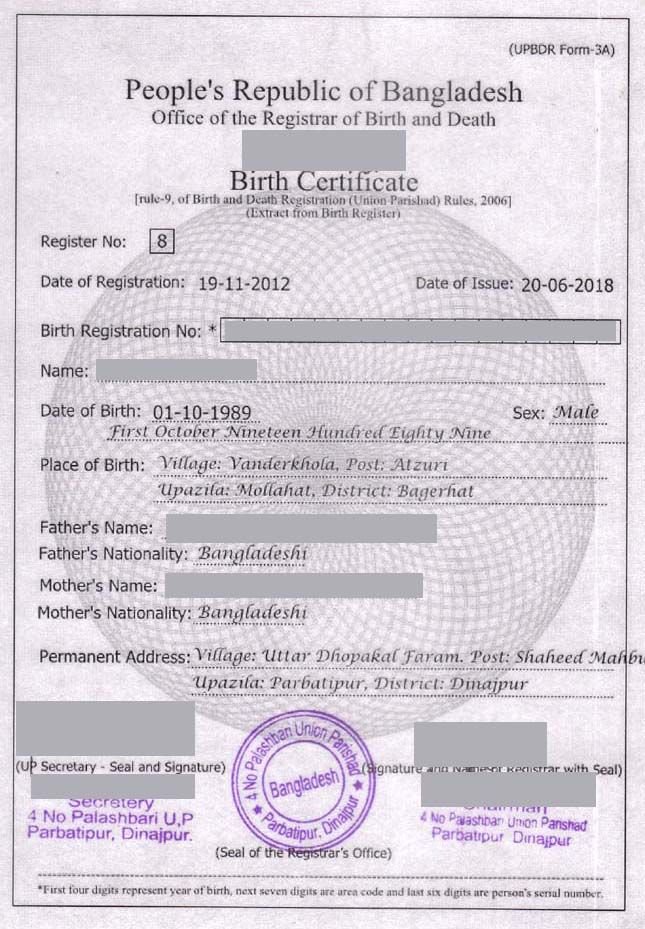 (UPBDR Form-3A)
People's Republic of Bangladesh
Office of the Registrar of Birth and Death
Birth Certificate
[rule-9, of Birth and Death Registration (Union Parishad) Rules, 2006]
(Extract from Birth Register)
Register No: 8
Date of Registration: 19-11-2012 Date of Issue: 20-06-2018
Birth Registration No: *
Name:
Date of Birth: 01-10-1989 Sex: Male
First October Nineteen Hundred Eighty Nine
Place of Birth: Village: Vanderkhola, Post: Atzuri
Upazila: Mollahat, District: Bagerhat
Father's Name:
Father's Nationality: Bangladeshi
Mother's Name:
Mother's Nationality: Bangladeshi
Permanent Address: Village: Uttar Dhopakal Faram. Post: Shaheed Mahbu
Upazila: Parbatipur, District: Dinajpur
(UP Secretary - Seal and Signature) (Signature and Name of Registrar with Seal)
Secretery
4 No Palashbari U,P
Parbatipur, Dinajpur.
4 No Palashbari Union Parishad
Bangladesh
Parbatipur. Dinajpur
Chairman
4 No Palashbari Union Parishad
Parbatipur Dinajpur
(Seal of the Registrar's Office)
*First four digits represent year of birth, next seven digits are area code and last six digits are person's serial number.